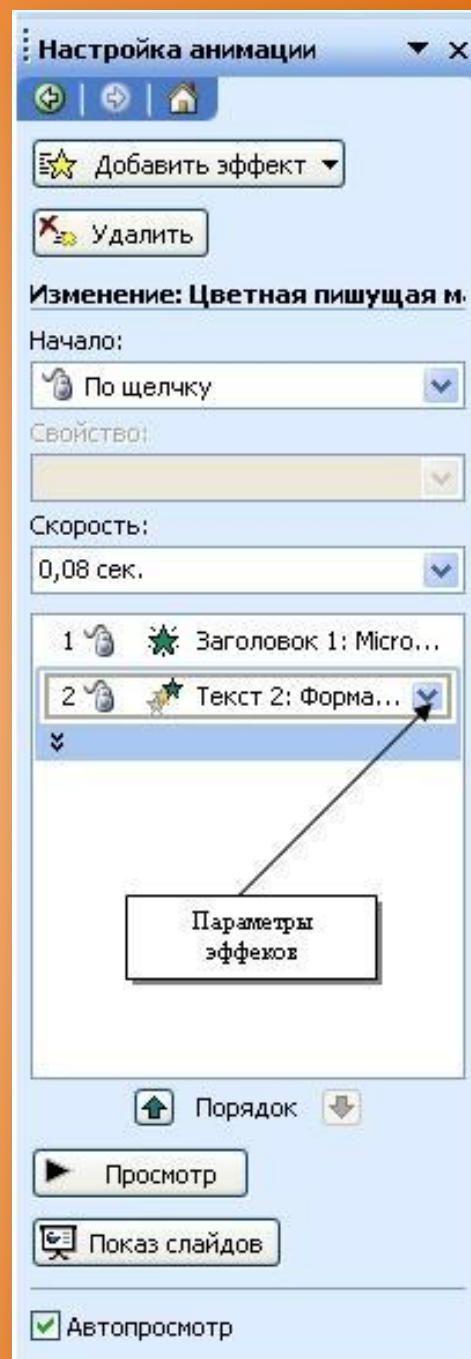 Настройка анимации
Добавить эффект
Удалить
Изменение: Цветная пишущая м.
Начало:
По щелчку
Свойство:
Скорость:
0,08 сек.
1 Заголовок 1: Micro...
2 Текст 2: Форма...
Параметры
эффеков
Порядок
Просмотр
Показ слайдов
Автопросмотр